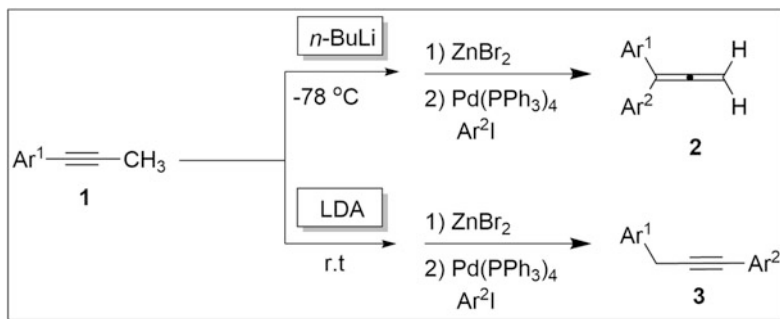 n-BuLi
-78 °C
1) ZnBr₂
2) Pd(PPh₃)₄
Ar²I
Ar¹
Ar²
H
H
2
Ar¹
CH₃
1
LDA
r.t
1) ZnBr₂
2) Pd(PPh₃)₄
Ar²I
Ar¹
Ar²
3